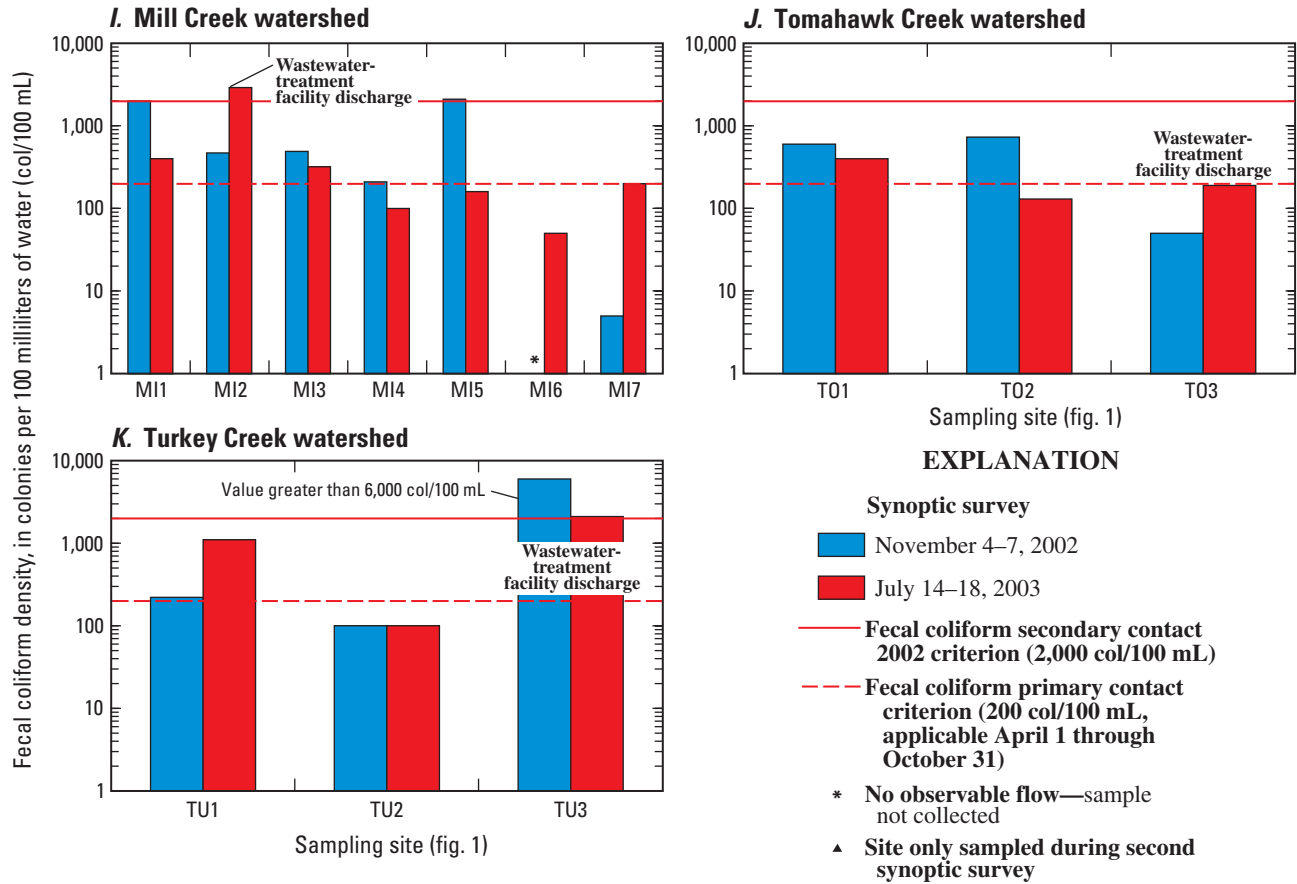 I. Mill Creek watershed
10,000
1,000
100
10
1
Wastewater-
treatment
facility discharge
*
MI1 MI2 MI3 MI4 MI5 MI6 MI7
J. Tomahawk Creek watershed
10,000
1,000
100
10
1
Wastewater-
treatment
facility discharge
TO1 TO2 TO3
Sampling site (fig. 1)
Fecal coliform density, in colonies per 100 milliliters of water (col/100 mL)
K. Turkey Creek watershed
10,000
1,000
100
10
1
Value greater than 6,000 col/100 mL
Wastewater-
treatment
facility discharge
TU1 TU2 TU3
Sampling site (fig. 1)
EXPLANATION
Synoptic survey
November 4–7, 2002
July 14–18, 2003
Fecal coliform secondary contact
2002 criterion (2,000 col/100 mL)
Fecal coliform primary contact
criterion (200 col/100 mL,
applicable April 1 through
October 31)
* No observable flow—sample
not collected
▲ Site only sampled during second
synoptic survey